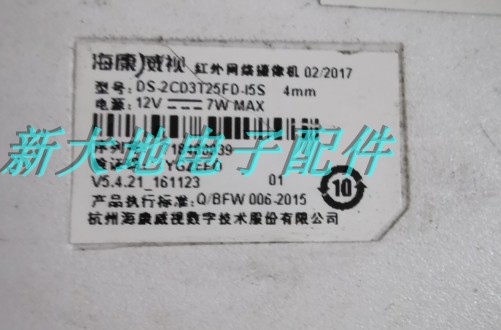 海康威视 红外网络摄像机 02/2017
型号: DS-2CD3T25FD-I5S 4mm
电源: 12V 7W MAX
新大地电子配件
V5.4.21_161123 01
10
产品执行标准: Q/BFW 006-2015
杭州海康威视数字技术股份有限公司